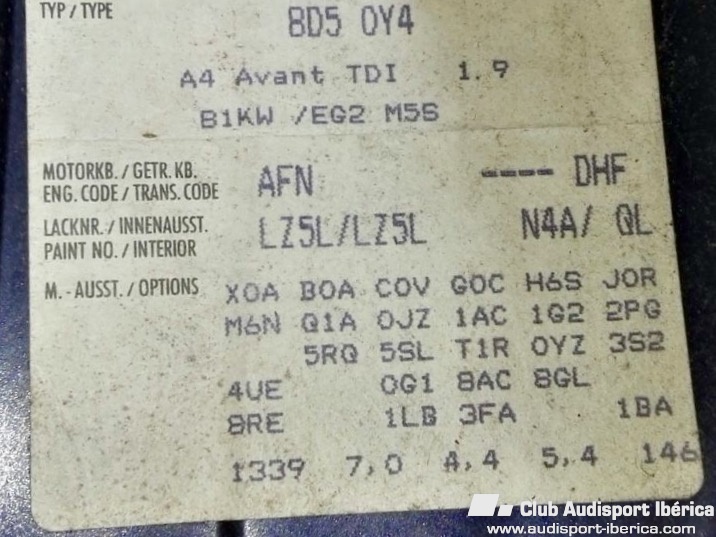 TYP / TYPE 8D5 0Y4
A4 Avant TDI 1.9
81KW /EG2 M5S
MOTORKB. / GETR. KB.
ENG. CODE / TRANS. CODE AFN ---- DHF
LACKNR. / INNENAUSST.
PAINT NO. / INTERIOR LZ5L/LZ5L N4A/ QL
M. - AUSST. / OPTIONS X0A B0A C0V G0C H6S J0R
M6N Q1A 0JZ 1AC 1G2 2PG
5RQ 5SL T1R 0YZ 3S2
4UE 0G1 8AC 8GL
8RE 1LB 3FA 1BA
1339 7,0 4,4 5,4 146
Club Audisport Ibérica
www.audisport-iberica.com